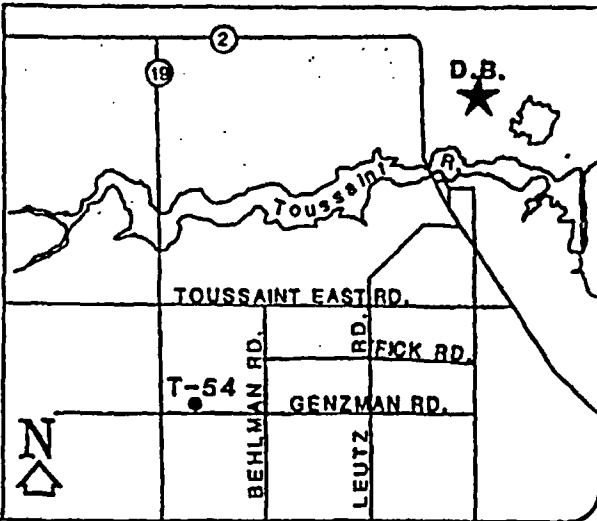 2
19
D.B.
Toussaint R.
TOUSSAINT EAST RD.
BEHLMAN RD.
LEUTZ RD.
FICK RD.
T-54
GENZMAN RD.
N